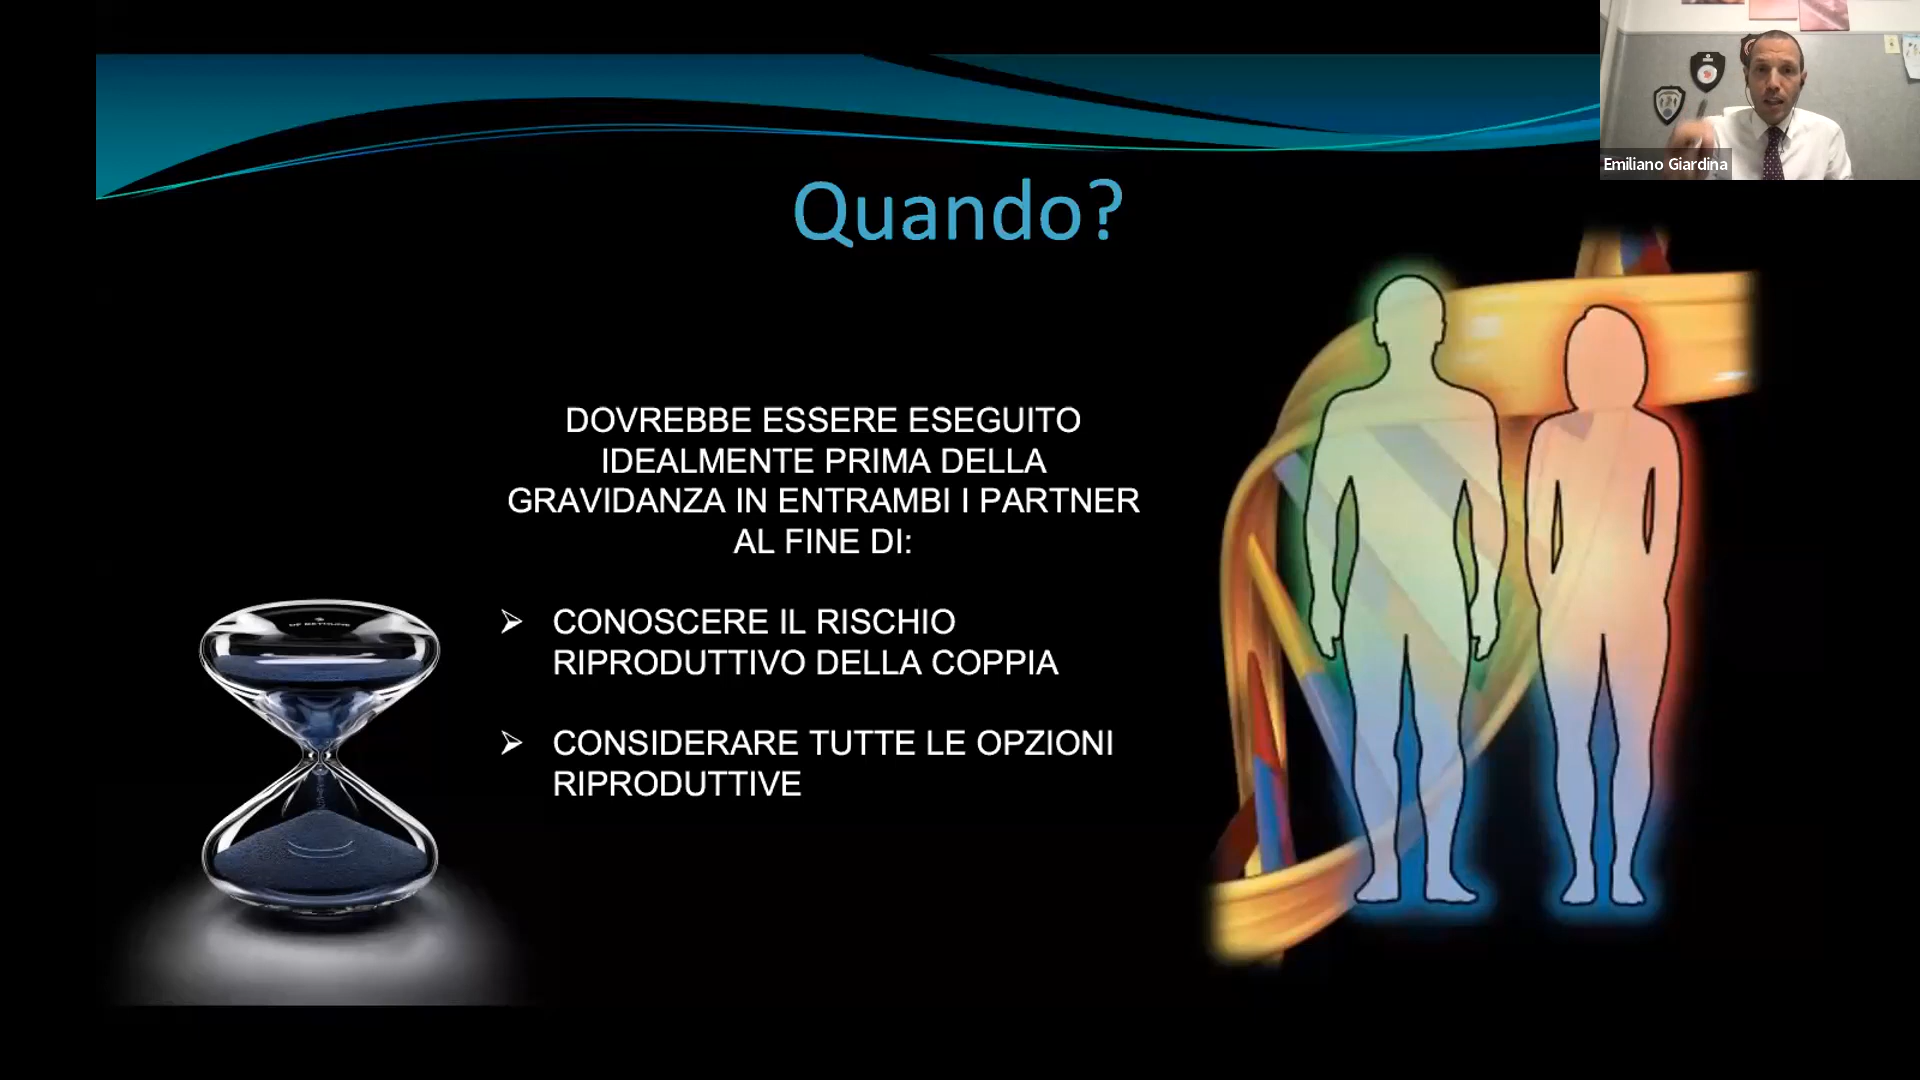 Emiliano Giardina
Quando?
DOVREBBE ESSERE ESEGUITO
IDEALMENTE PRIMA DELLA
GRAVIDANZA IN ENTRAMBI I PARTNER
AL FINE DI:
➢ CONOSCERE IL RISCHIO
RIPRODUTTIVO DELLA COPPIA
➢ CONSIDERARE TUTTE LE OPZIONI
RIPRODUTTIVE